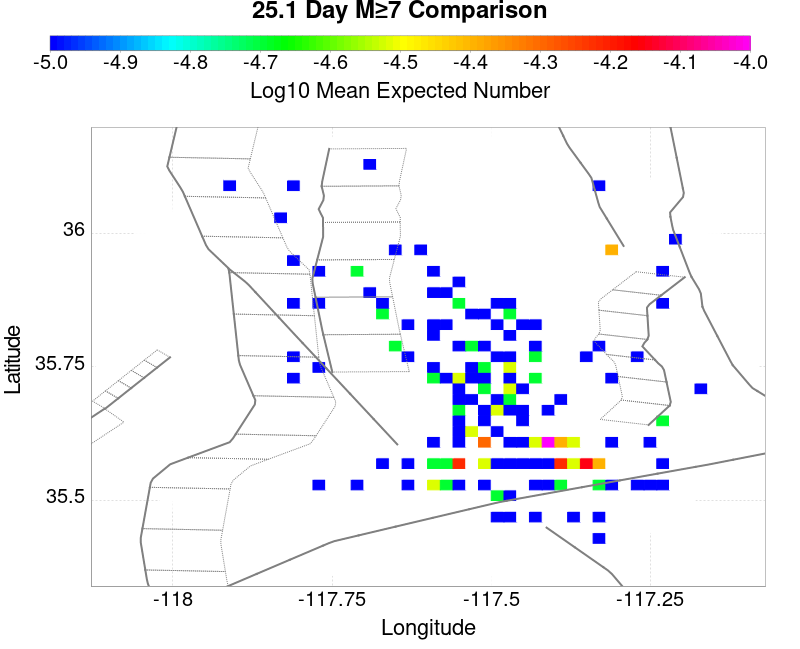 25.1 Day M≥7 Comparison
-5.0 -4.9 -4.8 -4.7 -4.6 -4.5 -4.4 -4.3 -4.2 -4.1 -4.0
Log10 Mean Expected Number
36
35.75
35.5
Latitude
-118 -117.75 -117.5 -117.25
Longitude